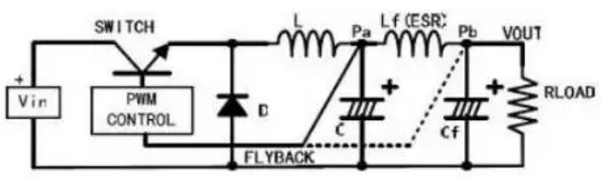 SWITCH
L
Pa
Lf(ESR)
Pb
VOUT
+
Vin
PWM
CONTROL
D
+
C
+
Cf
RLOAD
FLYBACK